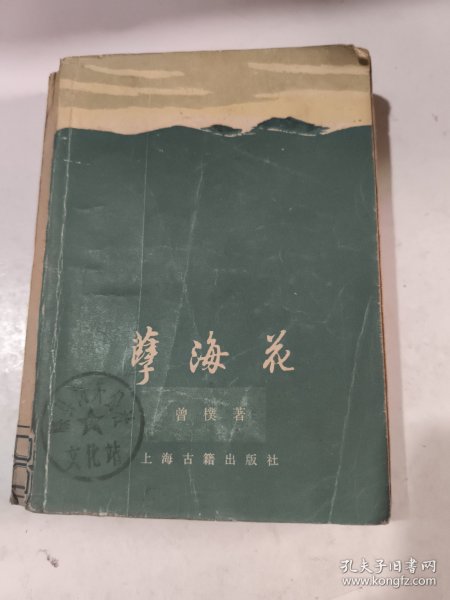 孽海花
曾樸著
上海古籍出版社
文化站
孔夫子旧书网
www.kongfz.com